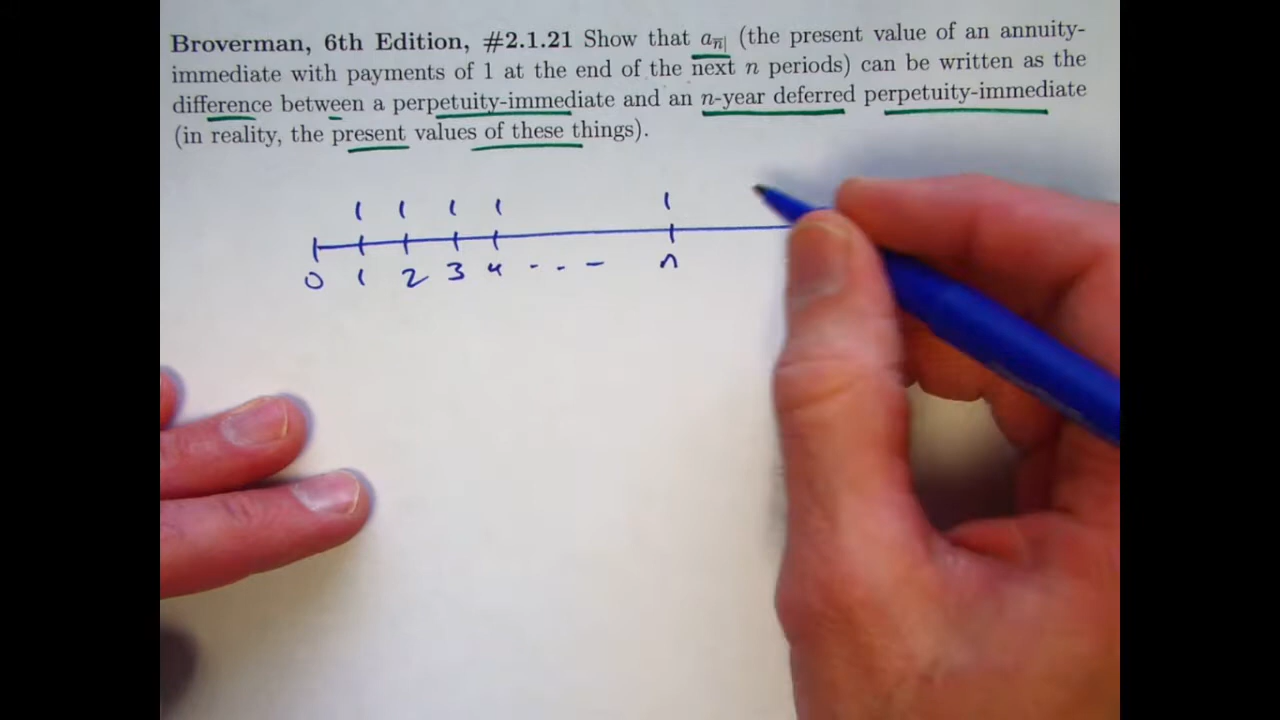 Broverman, 6th Edition, #2.1.21 Show that a_{n̅|} (the present value of an annuity-
immediate with payments of 1 at the end of the next n periods) can be written as the
difference between a perpetuity-immediate and an n-year deferred perpetuity-immediate
(in reality, the present values of these things).
1 1 1 1 1
0 1 2 3 4 - - - n